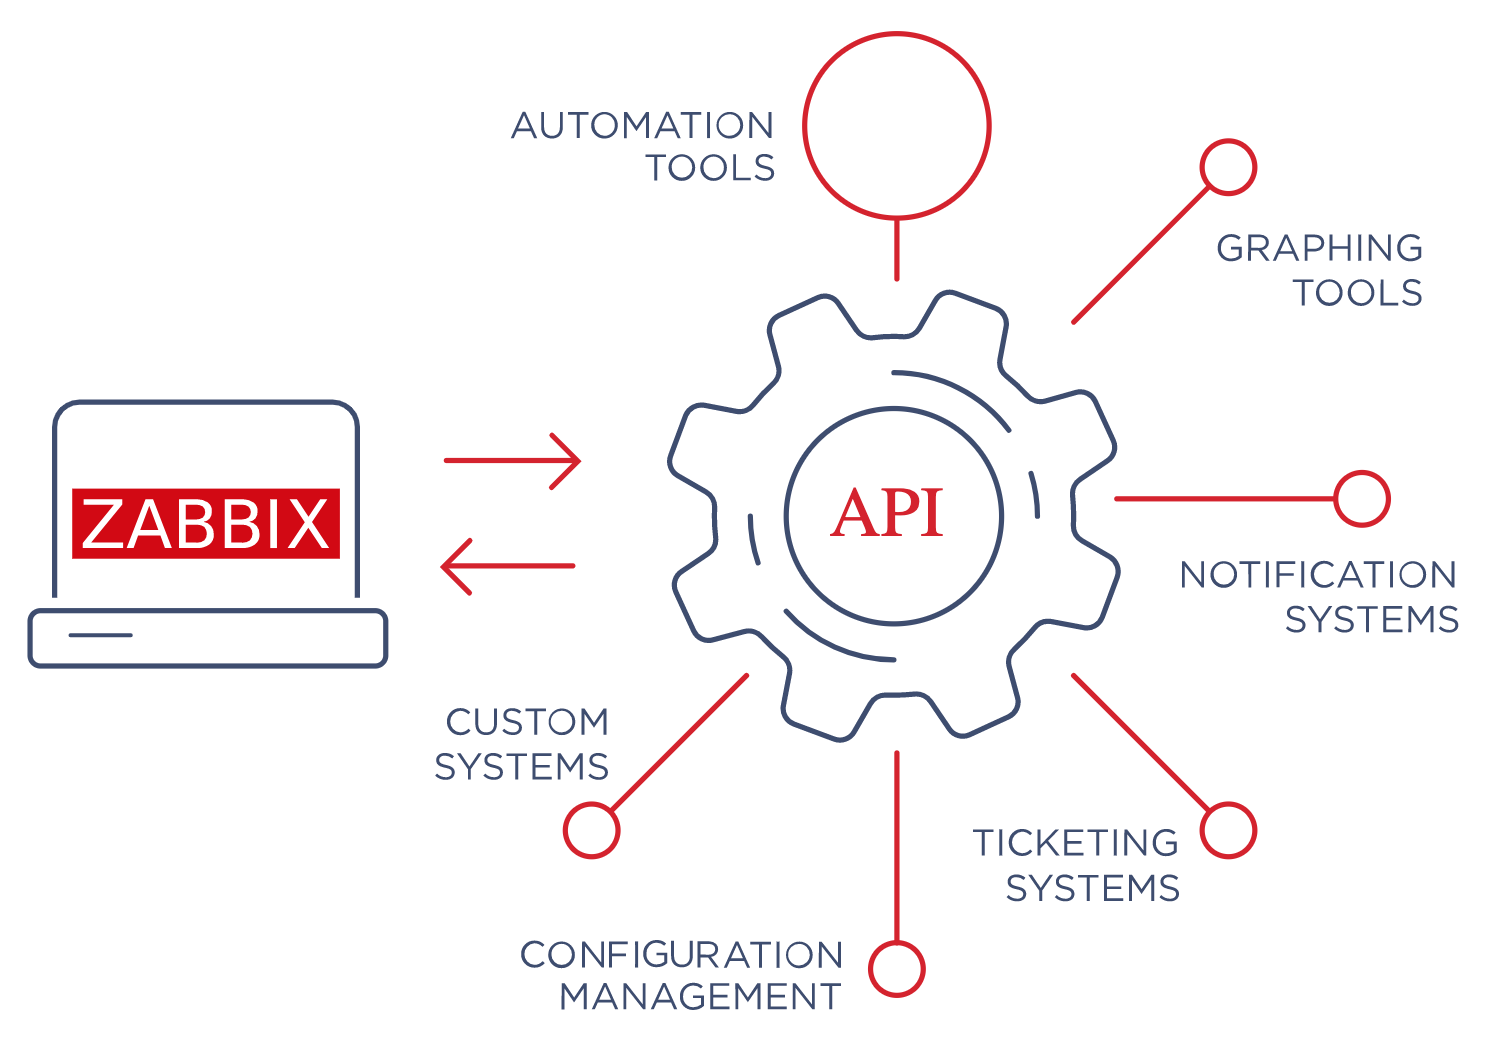 AUTOMATION
TOOLS
GRAPHING
TOOLS
ZABBIX
API
NOTIFICATION
SYSTEMS
CUSTOM
SYSTEMS
TICKETING
SYSTEMS
CONFIGURATION
MANAGEMENT